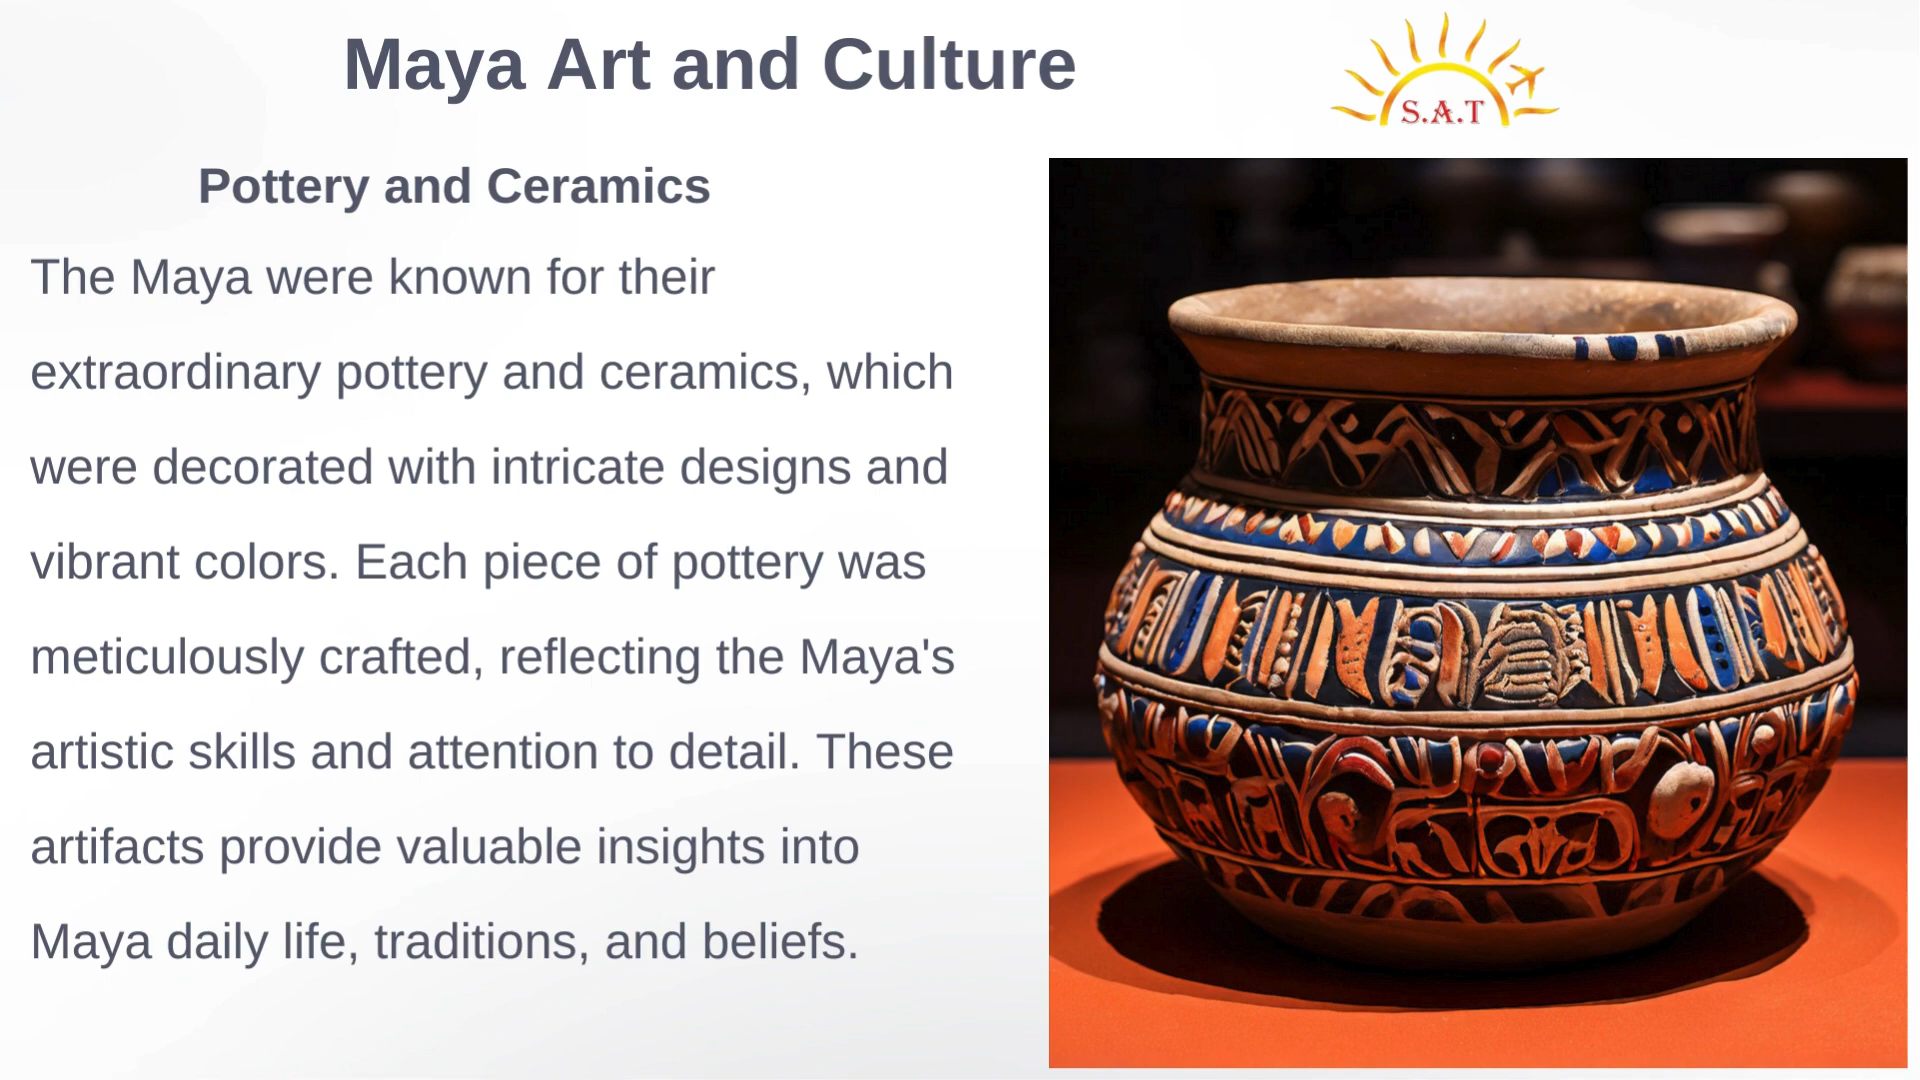 Maya Art and Culture
S.A.T
Pottery and Ceramics
The Maya were known for their
extraordinary pottery and ceramics, which
were decorated with intricate designs and
vibrant colors. Each piece of pottery was
meticulously crafted, reflecting the Maya's
artistic skills and attention to detail. These
artifacts provide valuable insights into
Maya daily life, traditions, and beliefs.